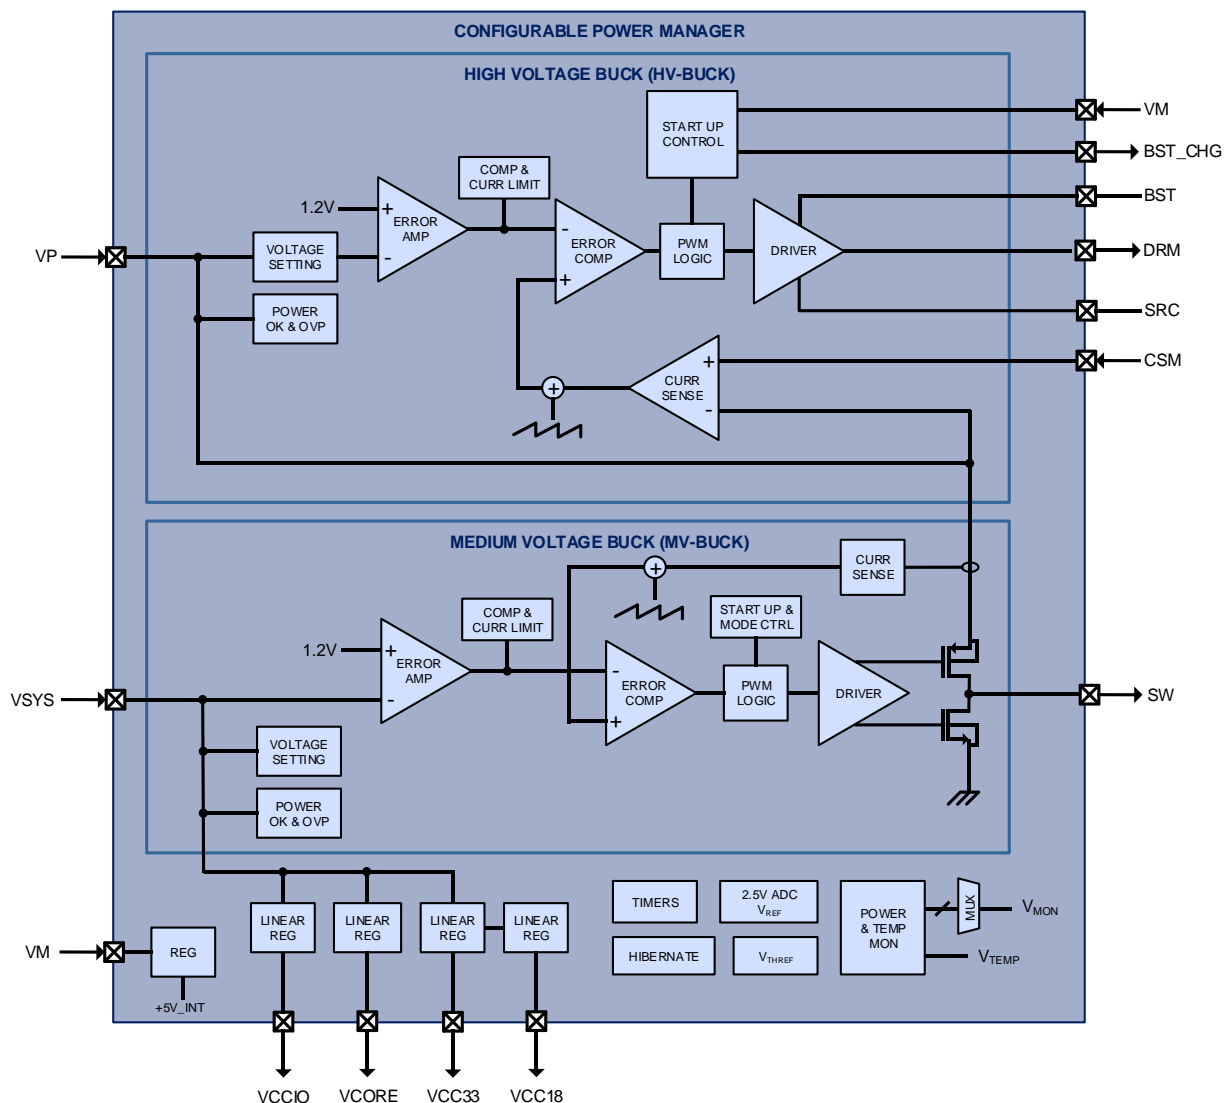 CONFIGURABLE POWER MANAGER
HIGH VOLTAGE BUCK (HV-BUCK)
START UP
CONTROL
VM
BST_CHG
COMP &
CURR LIMIT
1.2V
+
ERROR
AMP
-
-
ERROR
COMP
+
PWM
LOGIC
DRIVER
BST
DRM
SRC
VP
VOLTAGE
SETTING
POWER
OK & OVP
CSM
+
CURR
SENSE
-
+
MEDIUM VOLTAGE BUCK (MV-BUCK)
CURR
SENSE
+
COMP &
CURR LIMIT
START UP &
MODE CTRL
1.2V
+
ERROR
AMP
-
-
ERROR
COMP
+
PWM
LOGIC
DRIVER
VSYS
SW
VOLTAGE
SETTING
POWER
OK & OVP
LINEAR
REG
LINEAR
REG
LINEAR
REG
LINEAR
REG
TIMERS
2.5V ADC
VREF
POWER
& TEMP
MON
MUX
VMON
HIBERNATE
VTHREF
VTEMP
VM
REG
+5V_INT
VCCIO
VCORE
VCC33
VCC18